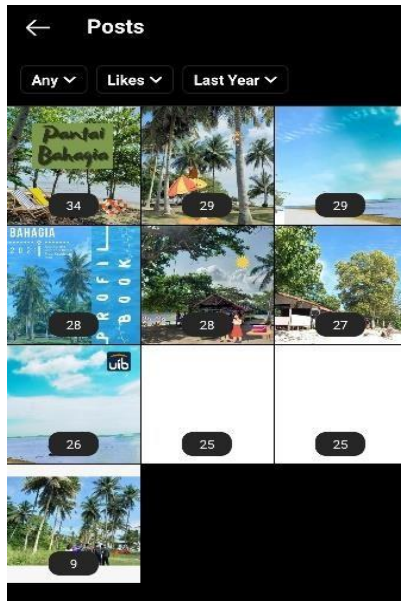 Posts
Any Likes Last Year
Pantai
Bahagia
34 29 29
BAHAGIA
PROFIL
BOOK
28 28 27
uib
26 25 25
9